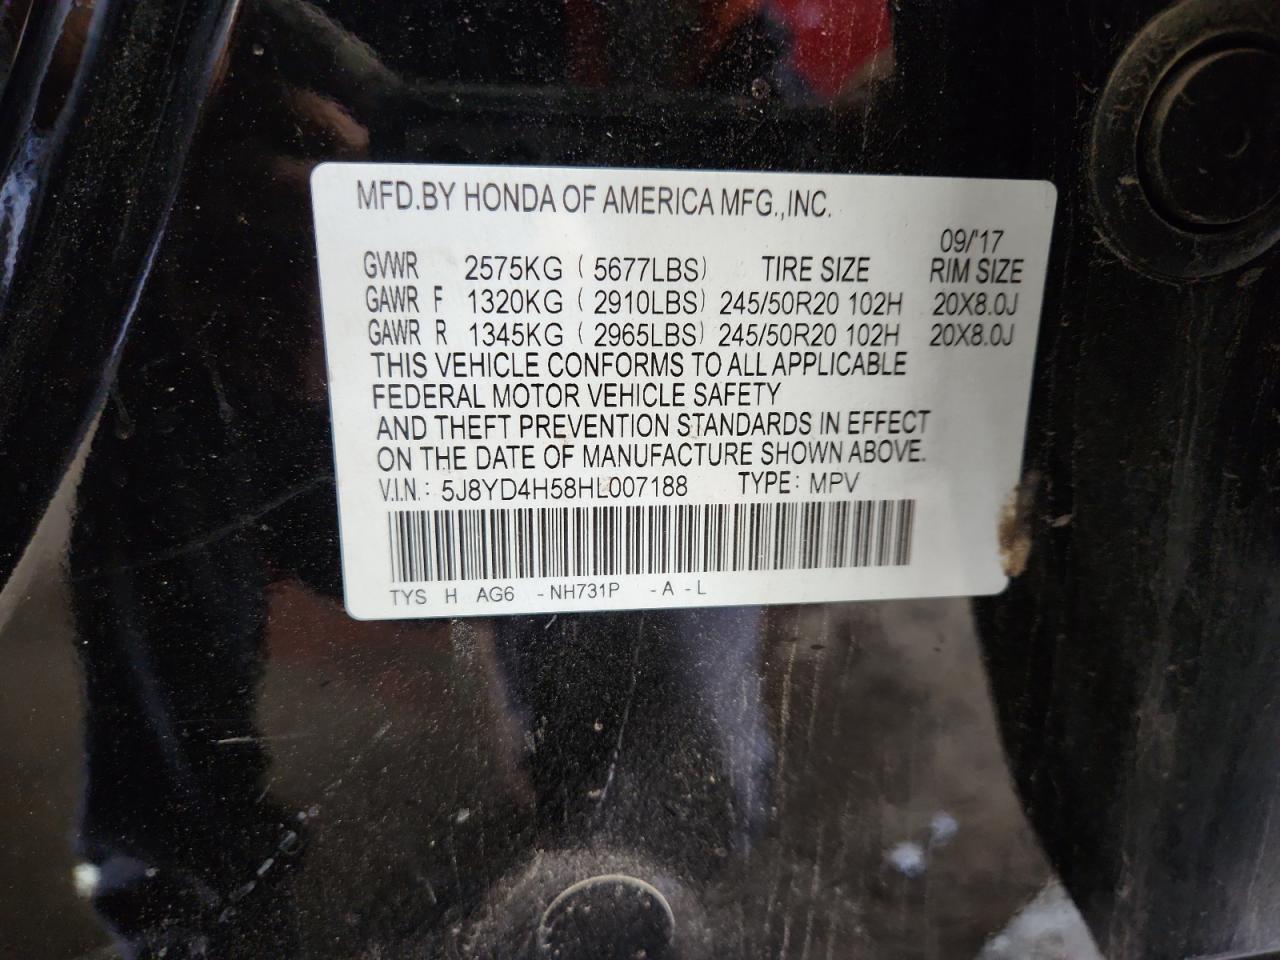 MFD.BY HONDA OF AMERICA MFG.,INC.
09/'17
GVWR 2575KG ( 5677LBS) TIRE SIZE RIM SIZE
GAWR F 1320KG ( 2910LBS) 245/50R20 102H 20X8.0J
GAWR R 1345KG ( 2965LBS) 245/50R20 102H 20X8.0J
THIS VEHICLE CONFORMS TO ALL APPLICABLE
FEDERAL MOTOR VEHICLE SAFETY
AND THEFT PREVENTION STANDARDS IN EFFECT
ON THE DATE OF MANUFACTURE SHOWN ABOVE.
V.I.N.: 5J8YD4H58HL007188 TYPE: MPV
TYS H AG6 -NH731P -A -L